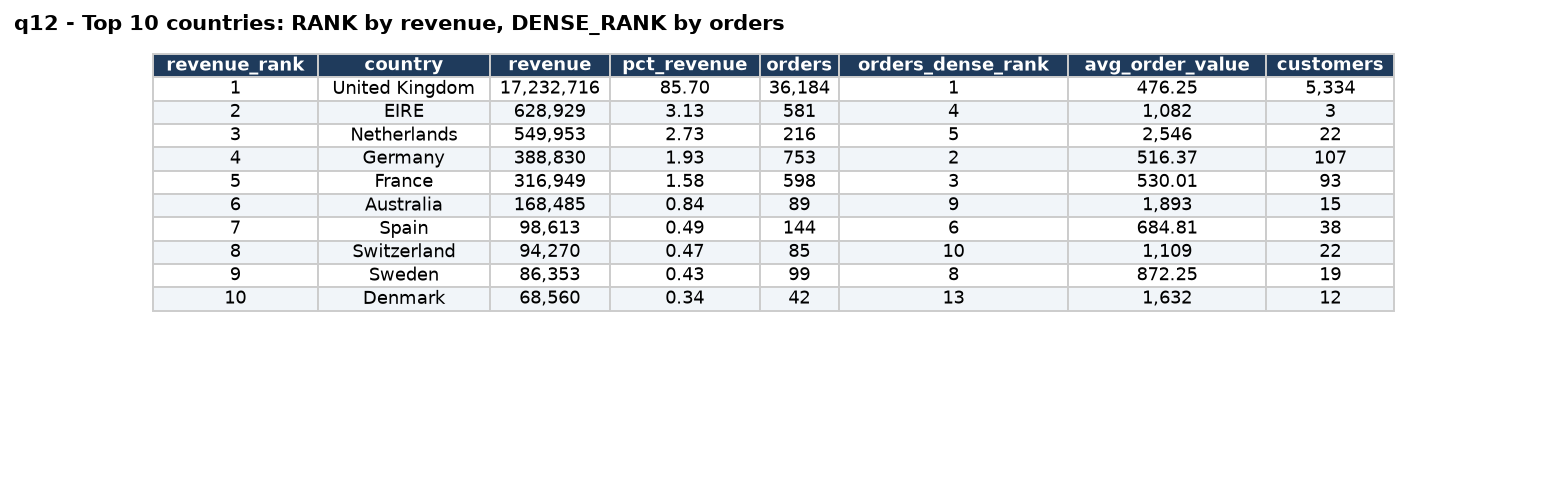 q12 - Top 10 countries: RANK by revenue, DENSE_RANK by orders
revenue_rank country revenue pct_revenue orders orders_dense_rank avg_order_value customers
1 United Kingdom 17,232,716 85.70 36,184 1 476.25 5,334
2 EIRE 628,929 3.13 581 4 1,082 3
3 Netherlands 549,953 2.73 216 5 2,546 22
4 Germany 388,830 1.93 753 2 516.37 107
5 France 316,949 1.58 598 3 530.01 93
6 Australia 168,485 0.84 89 9 1,893 15
7 Spain 98,613 0.49 144 6 684.81 38
8 Switzerland 94,270 0.47 85 10 1,109 22
9 Sweden 86,353 0.43 99 8 872.25 19
10 Denmark 68,560 0.34 42 13 1,632 12